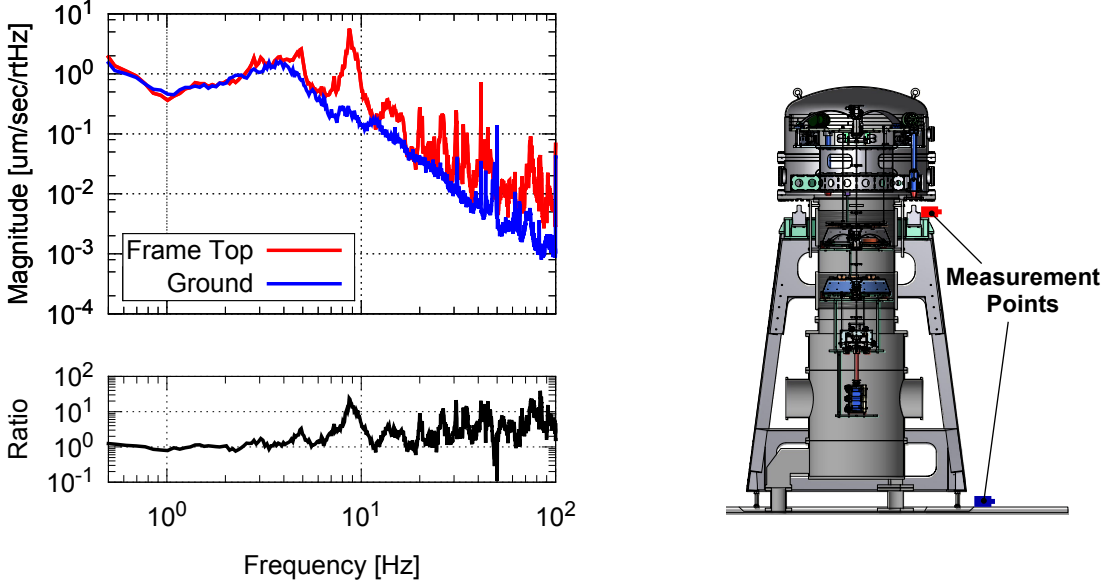 Magnitude [um/sec/rtHz]
10^1
10^0
10^-1
10^-2
10^-3
10^-4
Frame Top
Ground
Ratio
10^2
10^1
10^0
10^-1
10^0
10^1
10^2
Frequency [Hz]
Measurement
Points